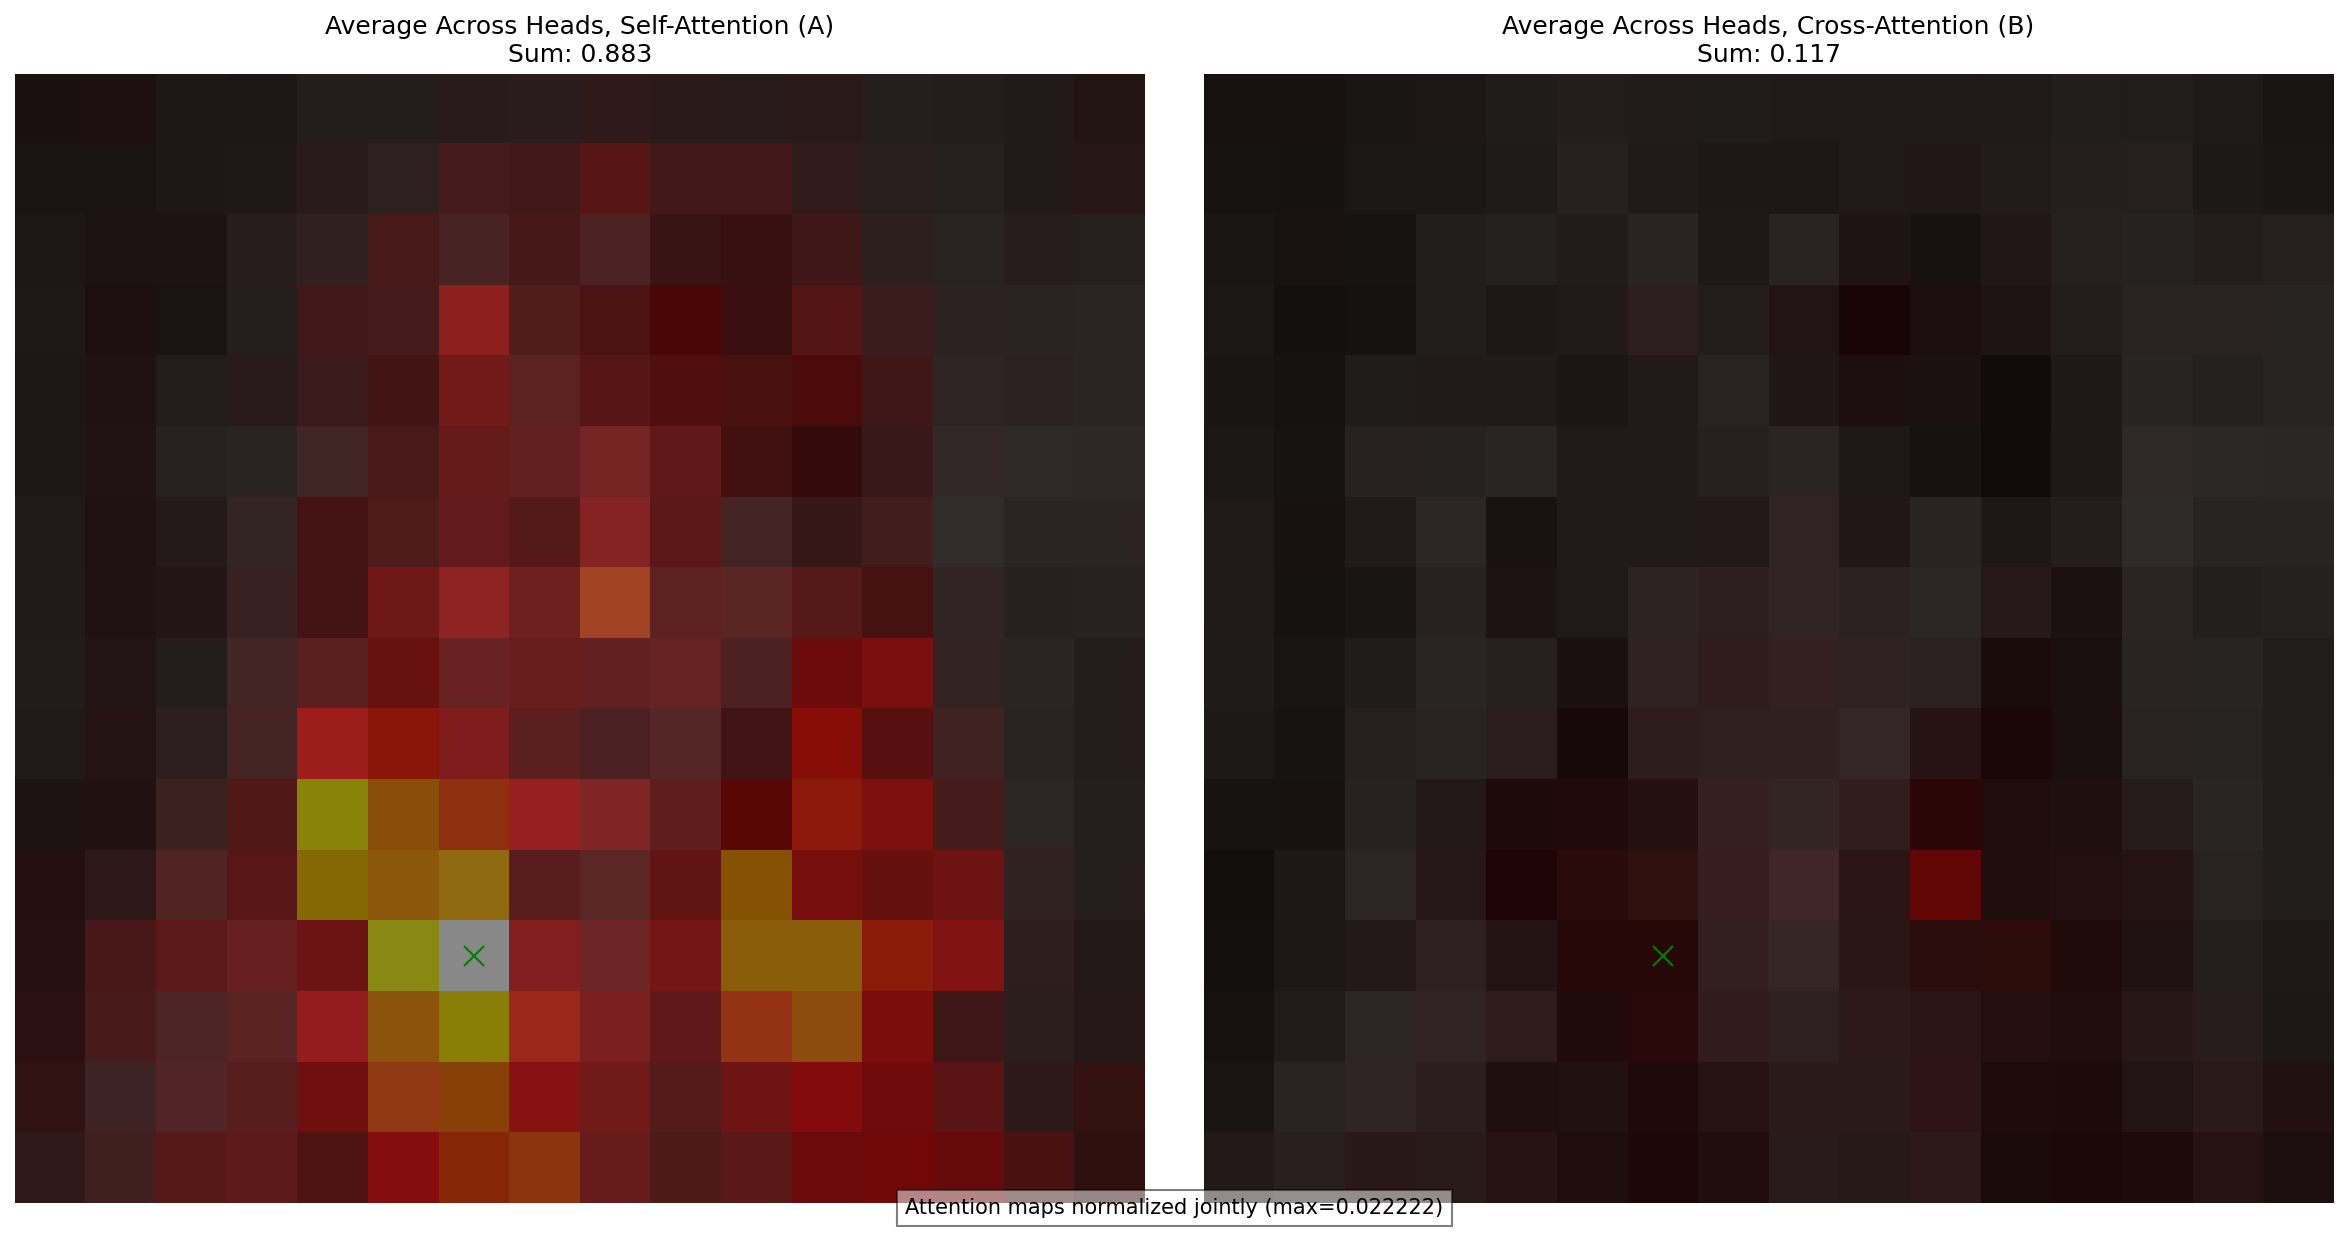 Average Across Heads, Self-Attention (A)
Sum: 0.883
Average Across Heads, Cross-Attention (B)
Sum: 0.117
Attention maps normalized jointly (max=0.022222)